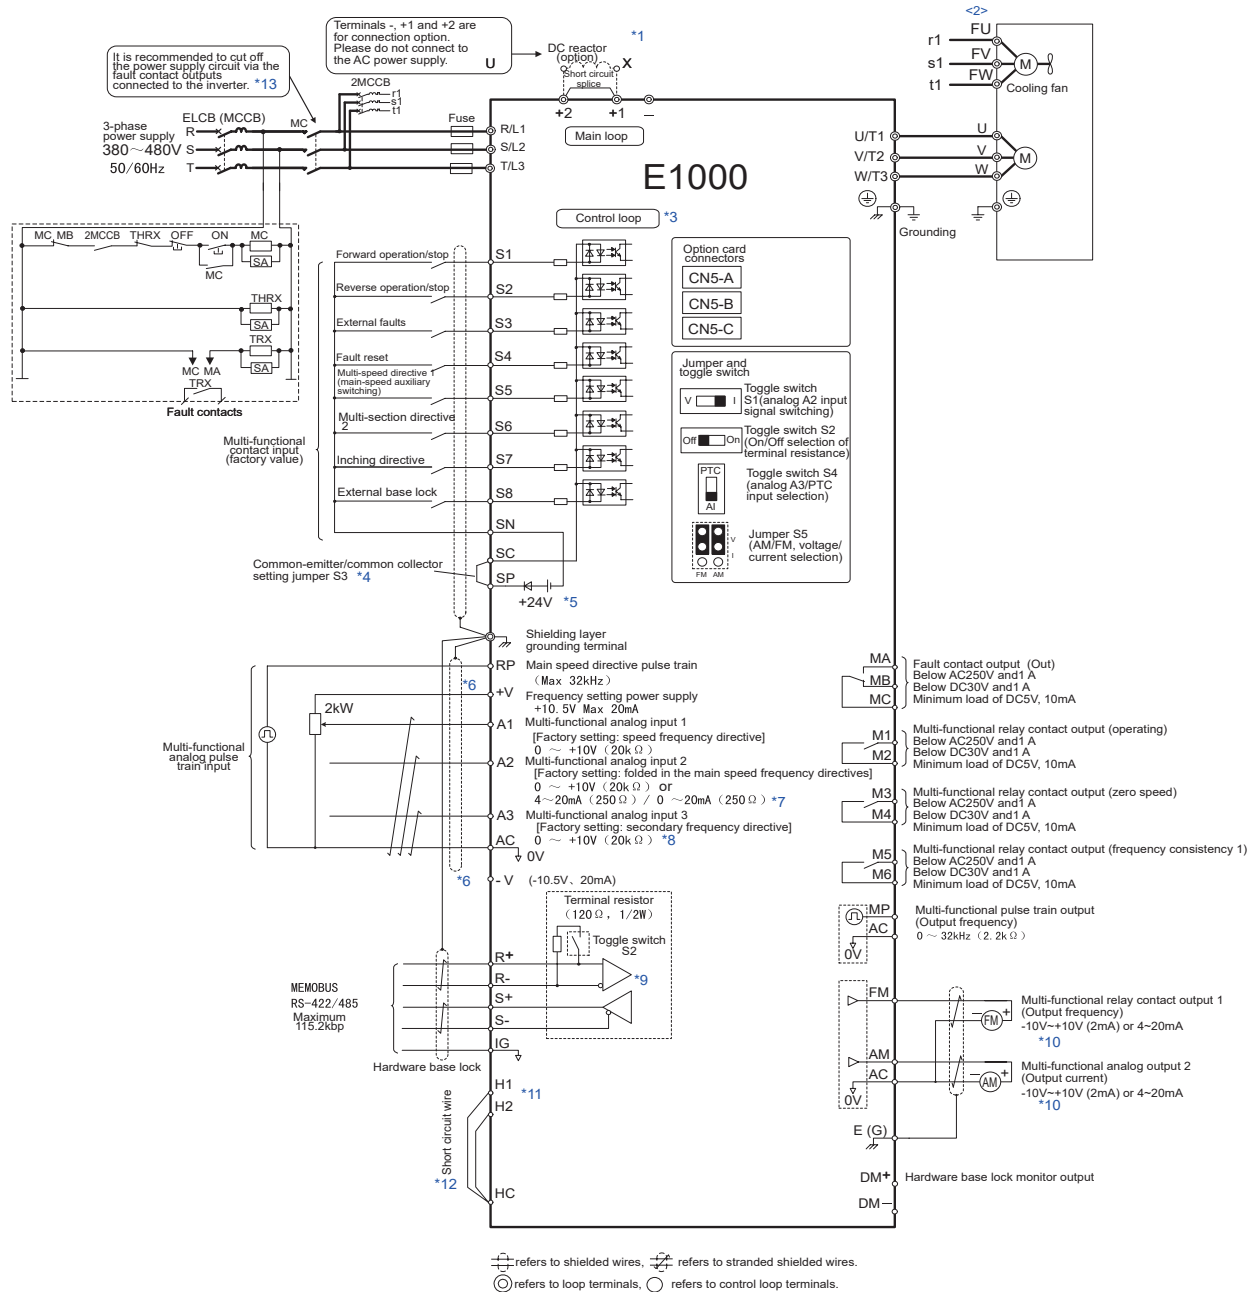 Terminals -, +1 and +2 are
for connection option.
Please do not connect to
the AC power supply.
U
*1
DC reactor
(option)
X
Short circuit
splice
+2
+1
−
<2>
FU
r1
FV
s1
FW
t1
M
Cooling fan
It is recommended to cut off
the power supply circuit via the
fault contact outputs
connected to the inverter. *13
2MCCB
r1
s1
t1
3-phase
power supply
380～480V
50/60Hz
ELCB (MCCB)
R
S
T
MC
Fuse
R/L1
S/L2
T/L3
Main loop
E1000
U/T1
V/T2
W/T3
U
V
W
M
Grounding
MC MB
2MCCB
THRX
OFF
ON
MC
SA
MC
THRX
SA
TRX
SA
MC MA
TRX
Fault contacts
Control loop
*3
Multi-functional
contact input
(factory value)
Forward operation/stop
S1
Reverse operation/stop
S2
External faults
S3
Fault reset
S4
Multi-speed directive 1
(main-speed auxiliary
switching)
S5
Multi-section directive
2
S6
Inching directive
S7
External base lock
S8
SN
SC
Common-emitter/common collector
setting jumper S3 *4
SP
+24V
*5
Option card
connectors
CN5-A
CN5-B
CN5-C
Jumper and
toggle switch
V
I
Toggle switch
S1(analog A2 input
signal switching)
Off
On
Toggle switch S2
(On/Off selection of
terminal resistance)
PTC
AI
Toggle switch S4
(analog A3/PTC
input selection)
V
I
FM
AM
Jumper S5
(AM/FM, voltage/
current selection)
Shielding layer
grounding terminal
Multi-functional
analog pulse
train input
*6
2kW
RP
Main speed directive pulse train
（Max 32kHz）
+V
Frequency setting power supply
+10.5V Max 20mA
A1
Multi-functional analog input 1
[Factory setting: speed frequency directive]
0 ～ +10V（20kΩ）
A2
Multi-functional analog input 2
[Factory setting: folded in the main speed frequency directives]
0 ～ +10V（20kΩ）or
4～20mA（250Ω）/ 0 ～20mA（250Ω）*7
A3
Multi-functional analog input 3
[Factory setting: secondary frequency directive]
0 ～ +10V（20kΩ）*8
AC
0V
*6
- V
(-10.5V、20mA)
Terminal resistor
（120Ω, 1/2W）
Toggle switch
S2
*9
MEMOBUS
RS-422/485
Maximum
115.2kbp
R+
R-
S+
S-
IG
Hardware base lock
H1
*11
H2
Short circuit wire
*12
HC
MA
MB
MC
Fault contact output (Out)
Below AC250V and1 A
Below DC30V and1 A
Minimum load of DC5V, 10mA
M1
M2
Multi-functional relay contact output (operating)
Below AC250V and1 A
Below DC30V and1 A
Minimum load of DC5V, 10mA
M3
M4
Multi-functional relay contact output (zero speed)
Below AC250V and1 A
Below DC30V and1 A
Minimum load of DC5V, 10mA
M5
M6
Multi-functional relay contact output (frequency consistency 1)
Below AC250V and1 A
Below DC30V and1 A
Minimum load of DC5V, 10mA
MP
AC
0V
Multi-functional pulse train output
(Output frequency)
0 ～ 32kHz（2.2kΩ）
FM
− +
FM
Multi-functional relay contact output 1
(Output frequency)
-10V~+10V (2mA) or 4~20mA
*10
AM
AC
0V
− +
AM
Multi-functional analog output 2
(Output current)
-10V~+10V (2mA) or 4~20mA
*10
E (G)
DM+
Hardware base lock monitor output
DM−
refers to shielded wires, refers to stranded shielded wires.
refers to loop terminals, refers to control loop terminals.